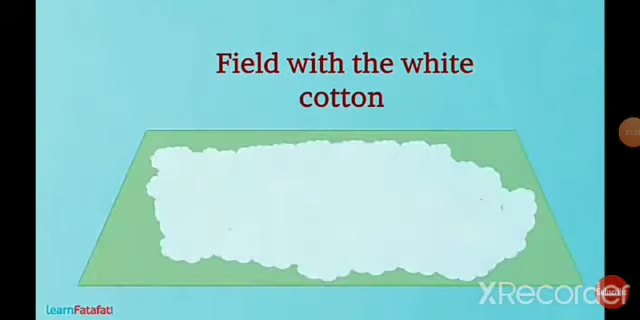 Field with the white
cotton
LearnFatafat
XRecorder